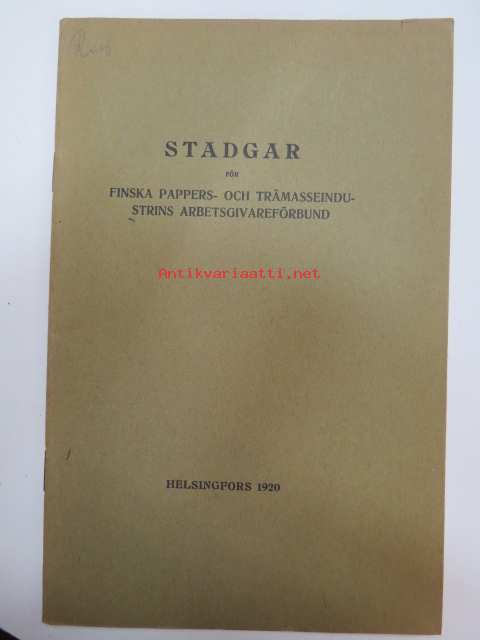 STADGAR
FÖR
FINSKA PAPPERS- OCH TRÄMASSEINDU-
STRINS ARBETSGIVAREFÖRBUND
Antikvariaatti.net
HELSINGFORS 1920